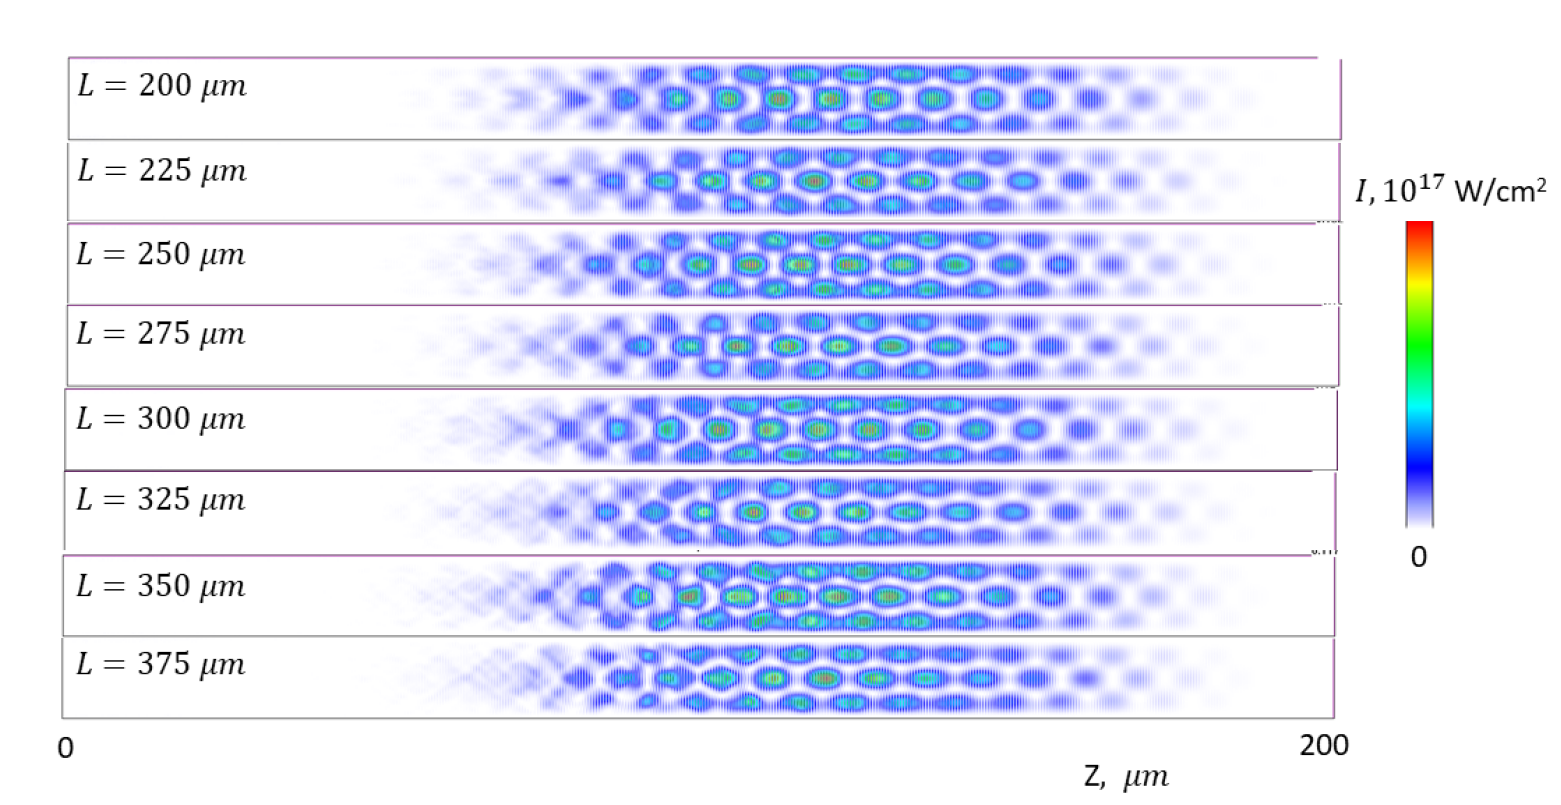 L = 200 μm
L = 225 μm
I, 10¹⁷ W/cm²
L = 250 μm
L = 275 μm
L = 300 μm
L = 325 μm
0
L = 350 μm
L = 375 μm
0
200
Z, μm